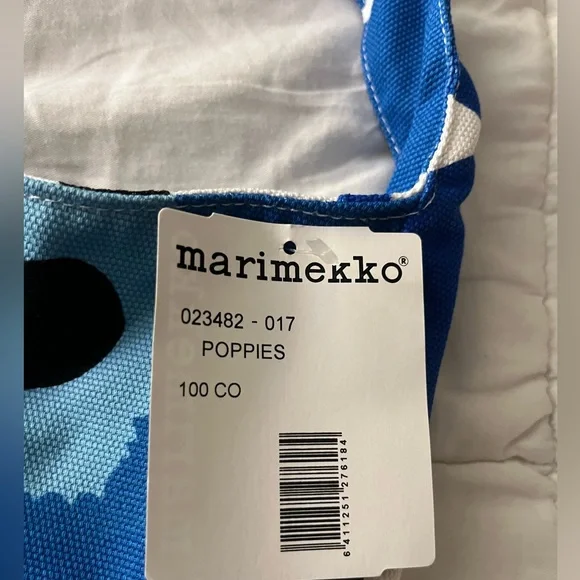 marimekko®
023482 - 017
POPPIES
100 CO
6 411251 276184